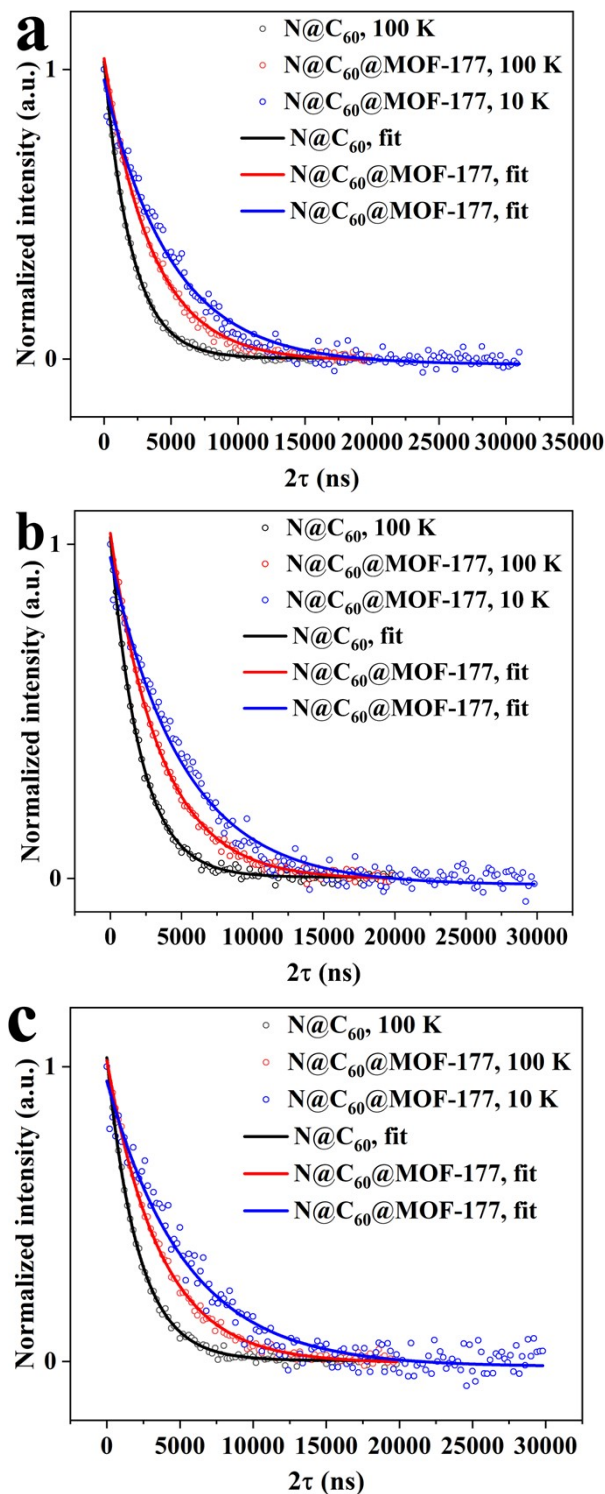 a
N@C₆₀, 100 K
N@C₆₀@MOF-177, 100 K
N@C₆₀@MOF-177, 10 K
N@C₆₀, fit
N@C₆₀@MOF-177, fit
N@C₆₀@MOF-177, fit
Normalized intensity (a.u.)
1
0
0 5000 10000 15000 20000 25000 30000 35000
2τ (ns)
b
N@C₆₀, 100 K
N@C₆₀@MOF-177, 100 K
N@C₆₀@MOF-177, 10 K
N@C₆₀, fit
N@C₆₀@MOF-177, fit
N@C₆₀@MOF-177, fit
Normalized intensity (a.u.)
1
0
0 5000 10000 15000 20000 25000 30000
2τ (ns)
c
N@C₆₀, 100 K
N@C₆₀@MOF-177, 100 K
N@C₆₀@MOF-177, 10 K
N@C₆₀, fit
N@C₆₀@MOF-177, fit
N@C₆₀@MOF-177, fit
Normalized intensity (a.u.)
1
0
0 5000 10000 15000 20000 25000 30000
2τ (ns)